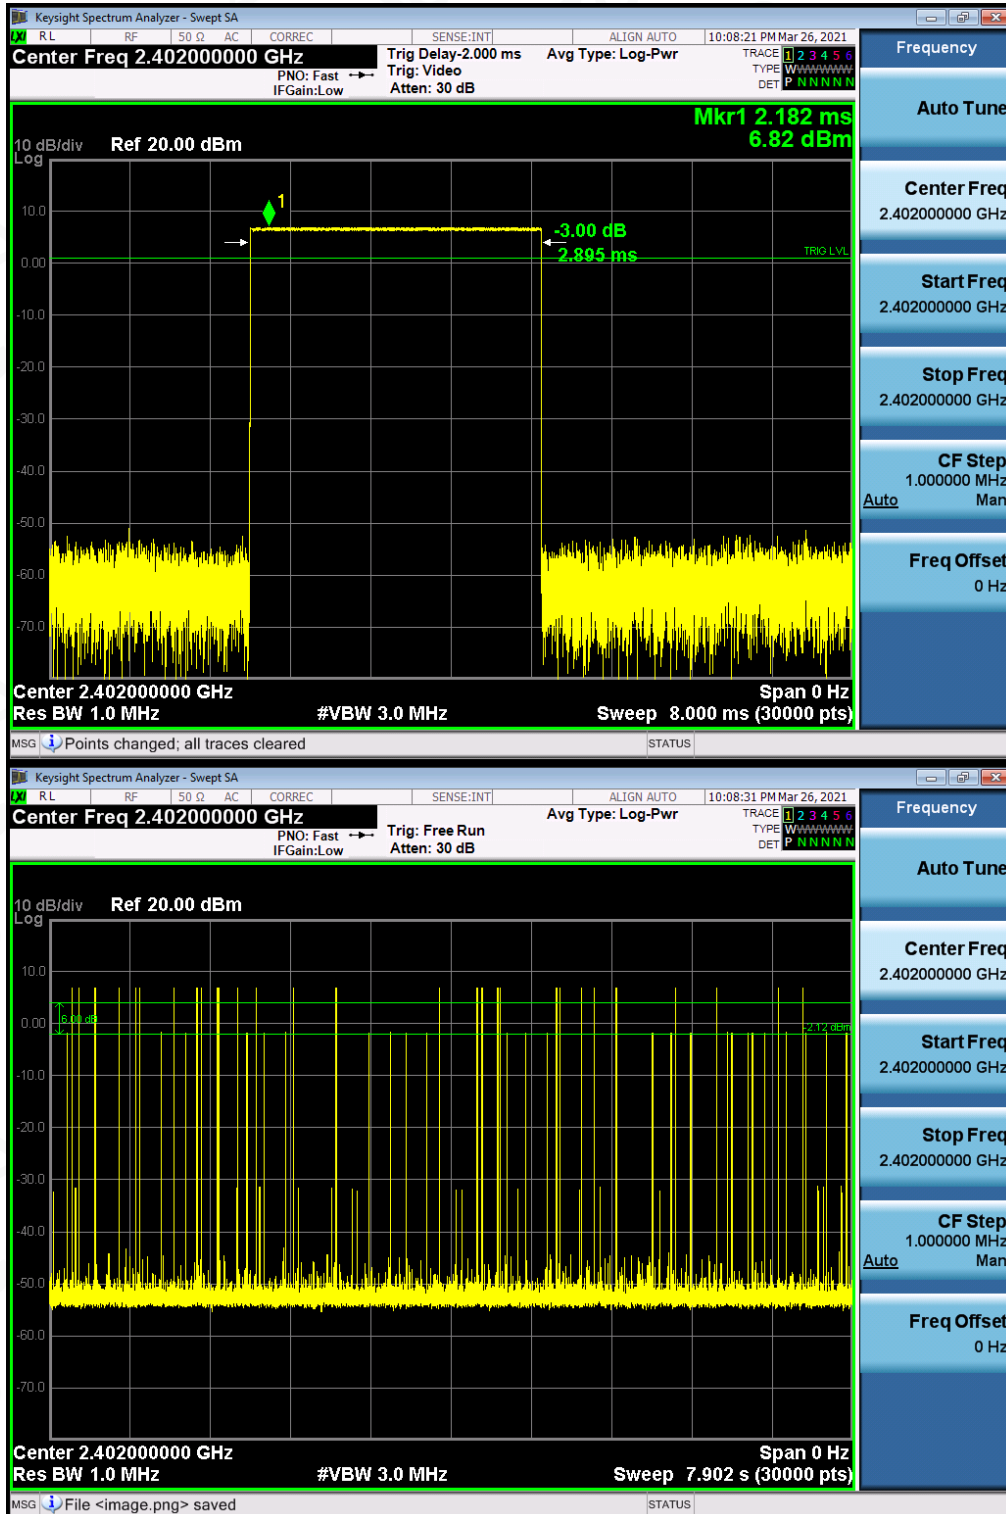 Keysight Spectrum Analyzer - Swept SA
LXI RL RF 50 Ω AC CORREC SENSE:INT ALIGN AUTO 10:08:21 PM Mar 26, 2021
Center Freq 2.402000000 GHz
PNO: Fast
IFGain:Low
Trig Delay-2.000 ms
Trig: Video
Atten: 30 dB
Avg Type: Log-Pwr
TRACE 1 2 3 4 5 6
TYPE WWWWWW
DET P N N N N N
Mkr1 2.182 ms
6.82 dBm
10 dB/div Ref 20.00 dBm
Log
1
10.0
-3.00 dB
2.895 ms
TRIG LVL
0.00
-10.0
-20.0
-30.0
-40.0
-50.0
-60.0
-70.0
Center 2.402000000 GHz Span 0 Hz
Res BW 1.0 MHz #VBW 3.0 MHz Sweep 8.000 ms (30000 pts)
MSG Points changed; all traces cleared STATUS
Frequency
Auto Tune
Center Freq
2.402000000 GHz
Start Freq
2.402000000 GHz
Stop Freq
2.402000000 GHz
CF Step
1.000000 MHz
Auto Man
Freq Offset
0 Hz
Keysight Spectrum Analyzer - Swept SA
LXI RL RF 50 Ω AC CORREC SENSE:INT ALIGN AUTO 10:08:31 PM Mar 26, 2021
Center Freq 2.402000000 GHz
PNO: Fast
IFGain:Low
Trig: Free Run
Atten: 30 dB
Avg Type: Log-Pwr
TRACE 1 2 3 4 5 6
TYPE WWWWWW
DET P N N N N N
10 dB/div Ref 20.00 dBm
Log
10.0
0.00
6.00 dB
-2.12 dBm
-10.0
-20.0
-30.0
-40.0
-50.0
-60.0
-70.0
Center 2.402000000 GHz Span 0 Hz
Res BW 1.0 MHz #VBW 3.0 MHz Sweep 7.902 s (30000 pts)
MSG File <image.png> saved STATUS
Frequency
Auto Tune
Center Freq
2.402000000 GHz
Start Freq
2.402000000 GHz
Stop Freq
2.402000000 GHz
CF Step
1.000000 MHz
Auto Man
Freq Offset
0 Hz